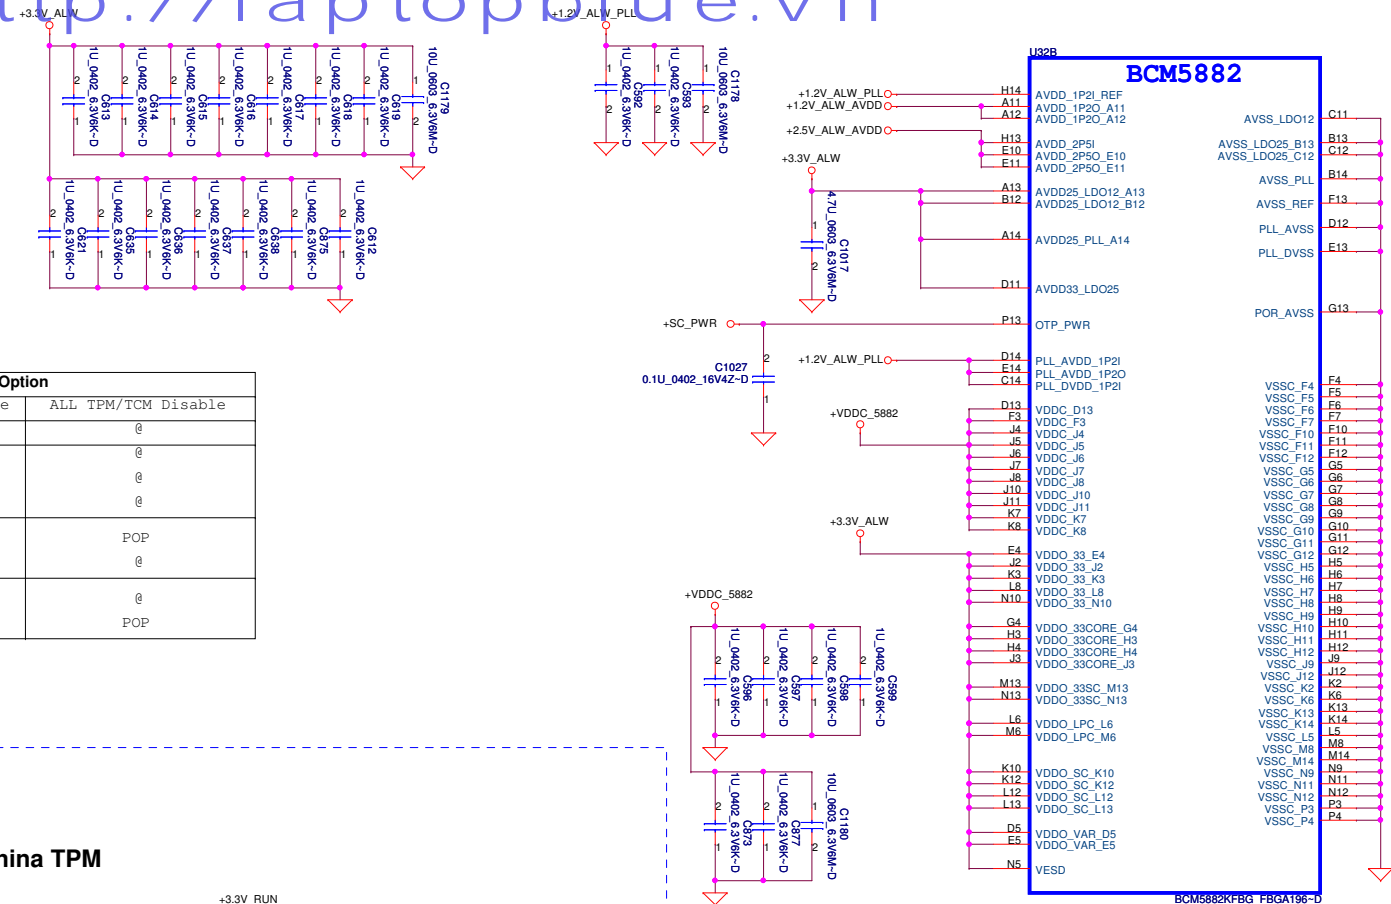 http://laptopblue.vn
+3.3V_ALW
1U_0402_6.3V6K~D
C613
1U_0402_6.3V6K~D
C614
1U_0402_6.3V6K~D
C615
1U_0402_6.3V6K~D
C616
1U_0402_6.3V6K~D
C617
1U_0402_6.3V6K~D
C618
1U_0402_6.3V6K~D
C619
10U_0603_6.3V6M~D
C1179
1U_0402_6.3V6K~D
C621
1U_0402_6.3V6K~D
C635
1U_0402_6.3V6K~D
C636
1U_0402_6.3V6K~D
C637
1U_0402_6.3V6K~D
C638
1U_0402_6.3V6K~D
C875
1U_0402_6.3V6K~D
C612
+1.2V_ALW_PLL
1U_0402_6.3V6K~D
C592
1U_0402_6.3V6K~D
C593
10U_0603_6.3V6M~D
C1178
Option
e ALL TPM/TCM Disable
@
@
@
@
POP
@
@
POP
+3.3V_ALW
4.7U_0603_6.3V6M~D
C1017
+SC_PWR
C1027
0.1U_0402_16V4Z~D
+VDDC_5882
1U_0402_6.3V6K~D
C596
1U_0402_6.3V6K~D
C597
1U_0402_6.3V6K~D
C598
1U_0402_6.3V6K~D
C599
1U_0402_6.3V6K~D
C873
1U_0402_6.3V6K~D
C877
10U_0603_6.3V6M~D
C1180
hina TPM
+3.3V_RUN
U32B
BCM5882
+1.2V_ALW_PLL H14 AVDD_1P2I_REF
+1.2V_ALW_AVDD A11 AVDD_1P2O_A11
A12 AVDD_1P2O_A12
+2.5V_ALW_AVDD
H13 AVDD_2P5I
E10 AVDD_2P5O_E10
E11 AVDD_2P5O_E11
A13 AVDD25_LDO12_A13
B12 AVDD25_LDO12_B12
A14 AVDD25_PLL_A14
D11 AVDD33_LDO25
P13 OTP_PWR
+1.2V_ALW_PLL D14 PLL_AVDD_1P2I
E14 PLL_AVDD_1P2O
C14 PLL_DVDD_1P2I
+VDDC_5882
D13 VDDC_D13
F3 VDDC_F3
J4 VDDC_J4
J5 VDDC_J5
J6 VDDC_J6
J7 VDDC_J7
J8 VDDC_J8
J10 VDDC_J10
J11 VDDC_J11
K7 VDDC_K7
K8 VDDC_K8
+3.3V_ALW
E4 VDDO_33_E4
J2 VDDO_33_J2
K3 VDDO_33_K3
L8 VDDO_33_L8
N10 VDDO_33_N10
G4 VDDO_33CORE_G4
H3 VDDO_33CORE_H3
H4 VDDO_33CORE_H4
J3 VDDO_33CORE_J3
M13 VDDO_33SC_M13
N13 VDDO_33SC_N13
L6 VDDO_LPC_L6
M6 VDDO_LPC_M6
K10 VDDO_SC_K10
K12 VDDO_SC_K12
L12 VDDO_SC_L12
L13 VDDO_SC_L13
D5 VDDO_VAR_D5
E5 VDDO_VAR_E5
N5 VESD
AVSS_LDO12 C11
AVSS_LDO25_B13 B13
AVSS_LDO25_C12 C12
AVSS_PLL B14
AVSS_REF F13
PLL_AVSS D12
PLL_DVSS E13
POR_AVSS G13
VSSC_F4 F4
VSSC_F5 F5
VSSC_F6 F6
VSSC_F7 F7
VSSC_F10 F10
VSSC_F11 F11
VSSC_F12 F12
VSSC_G5 G5
VSSC_G6 G6
VSSC_G7 G7
VSSC_G8 G8
VSSC_G9 G9
VSSC_G10 G10
VSSC_G11 G11
VSSC_G12 G12
VSSC_H5 H5
VSSC_H6 H6
VSSC_H7 H7
VSSC_H8 H8
VSSC_H9 H9
VSSC_H10 H10
VSSC_H11 H11
VSSC_H12 H12
VSSC_J9 J9
VSSC_J12 J12
VSSC_K2 K2
VSSC_K6 K6
VSSC_K13 K13
VSSC_K14 K14
VSSC_L5 L5
VSSC_M8 M8
VSSC_M14 M14
VSSC_N9 N9
VSSC_N11 N11
VSSC_N12 N12
VSSC_P3 P3
VSSC_P4 P4
BCM5882KFBG_FBGA196~D